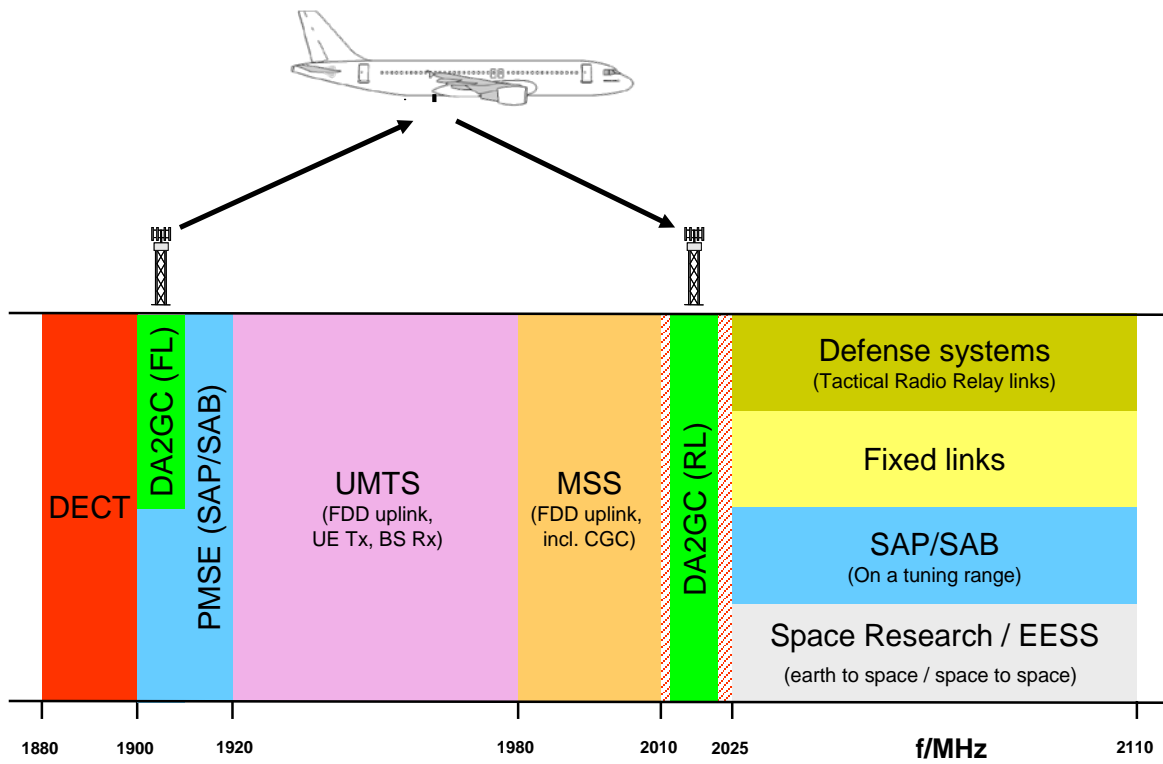 DECT
DA2GC (FL)
PMSE (SAP/SAB)
UMTS
(FDD uplink,
UE Tx, BS Rx)
MSS
(FDD uplink,
incl. CGC)
DA2GC (RL)
Defense systems
(Tactical Radio Relay links)
Fixed links
SAP/SAB
(On a tuning range)
Space Research / EESS
(earth to space / space to space)
1880
1900
1920
1980
2010
2025
f/MHz
2110